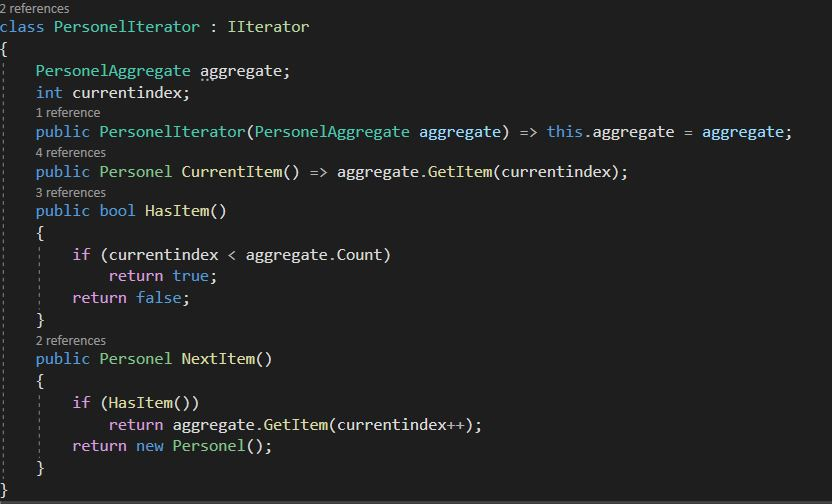 2 references
class PersonelIterator : IIterator
{
PersonelAggregate aggregate;
int currentindex;
1 reference
public PersonelIterator(PersonelAggregate aggregate) => this.aggregate = aggregate;
4 references
public Personel CurrentItem() => aggregate.GetItem(currentindex);
3 references
public bool HasItem()
{
if (currentindex < aggregate.Count)
return true;
return false;
}
2 references
public Personel NextItem()
{
if (HasItem())
return aggregate.GetItem(currentindex++);
return new Personel();
}
}